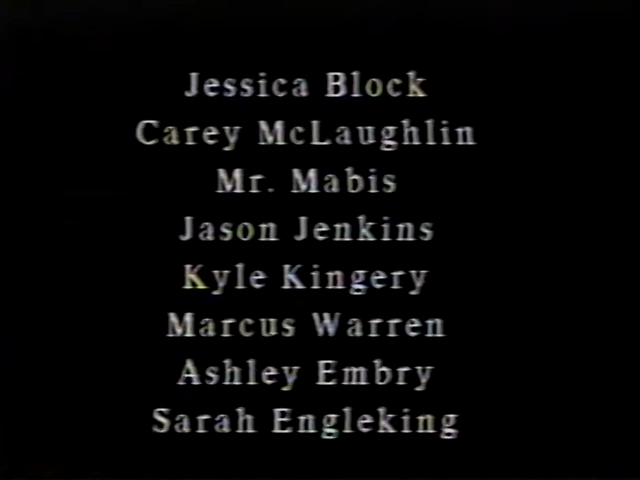 Jessica Block
Carey McLaughlin
Mr. Mabis
Jason Jenkins
Kyle Kingery
Marcus Warren
Ashley Embry
Sarah Engleking